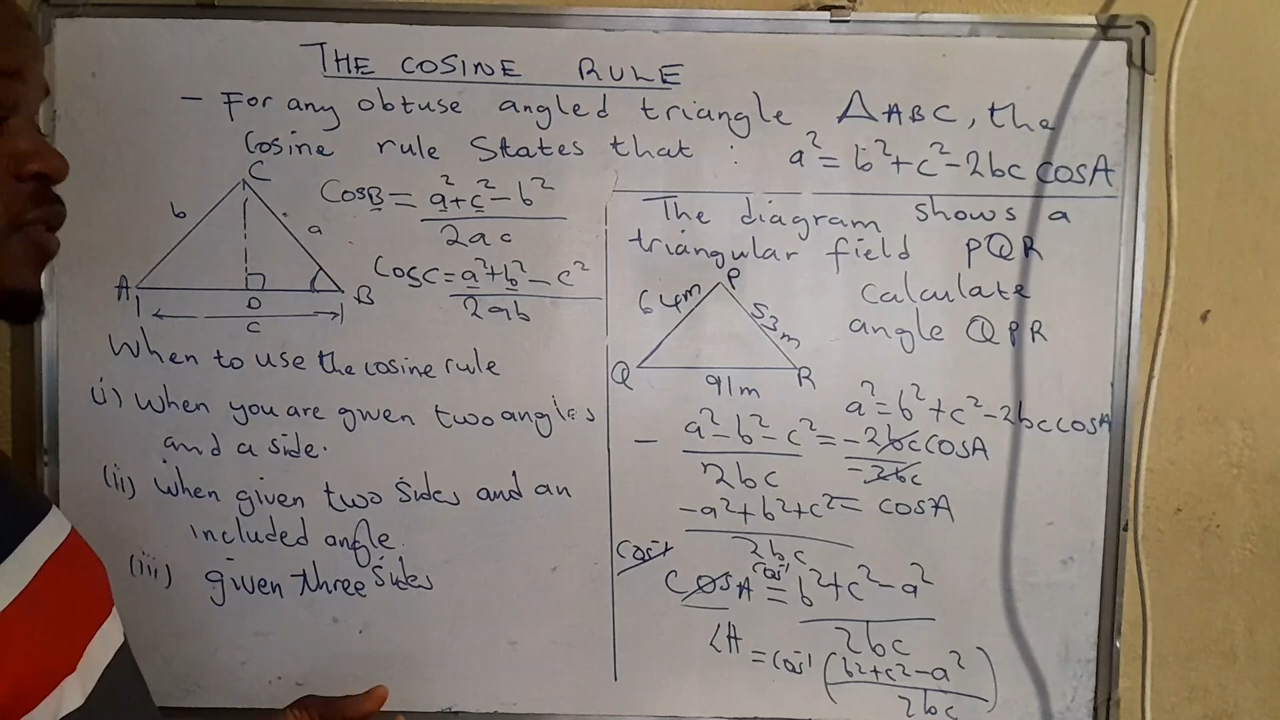 THE COSINE RULE
- For any obtuse angled triangle △ABC, the
Cosine rule States that : a² = b² + c² - 2bc cosA
C
b
a
A
D
B
c
CosB = a² + c² - b²
2ac
CosC = a² + b² - c²
2ab
When to use the cosine rule
(i) When you are given two angles
and a side.
(ii) When given two sides and an
included angle.
(iii) given three sides
The diagram shows a
triangular field PQR
Calculate
angle QPR
P
64m
53m
Q
91m
R
a² = b² + c² - 2bc cosA
- a² - b² - c² = -2bc cosA
2bc
-2bc
-a² + b² + c² = cosA
2bc
cos⁻¹
cosA = cos⁻¹ b² + c² - a²
2bc
∠A = cos⁻¹ (b² + c² - a²)
2bc